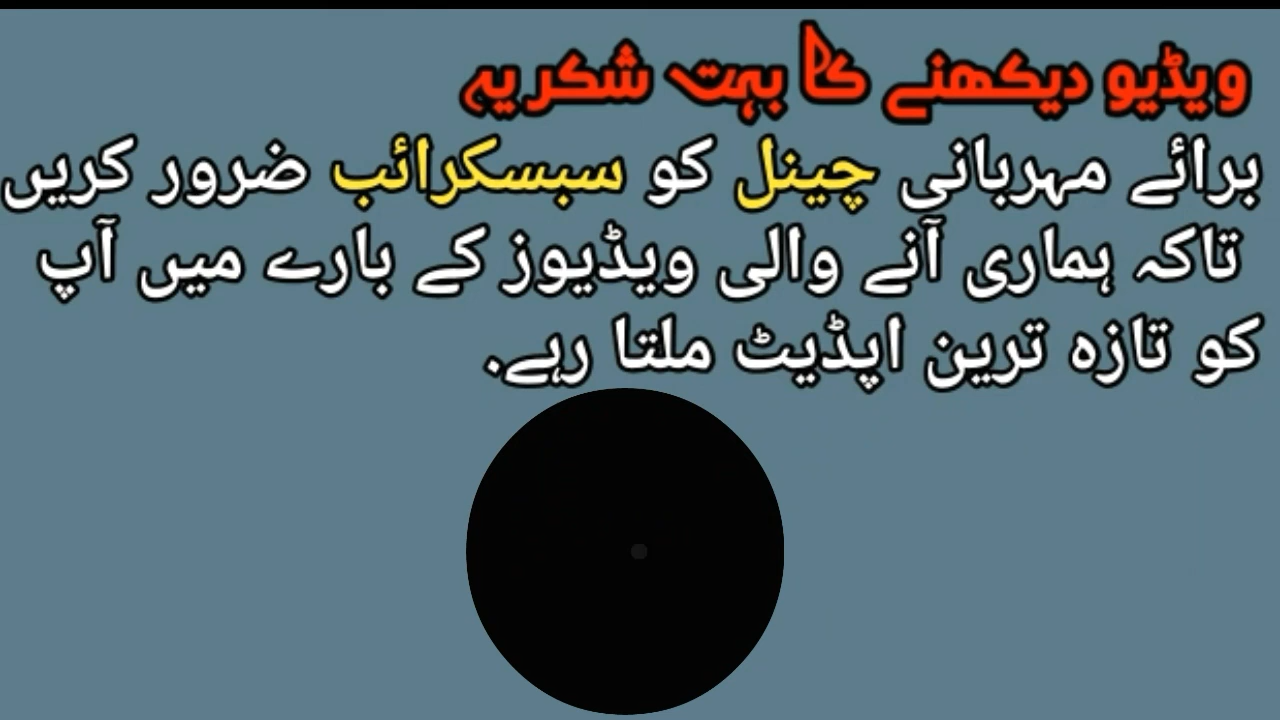 ویڈیو دیکھنے کا بہت شکریہ
برائے مہربانی چینل کو سبسکرائب ضرور کریں
تاکہ ہماری آنے والی ویڈیوز کے بارے میں آپ
کو تازہ ترین اپڈیٹ ملتا رہے.